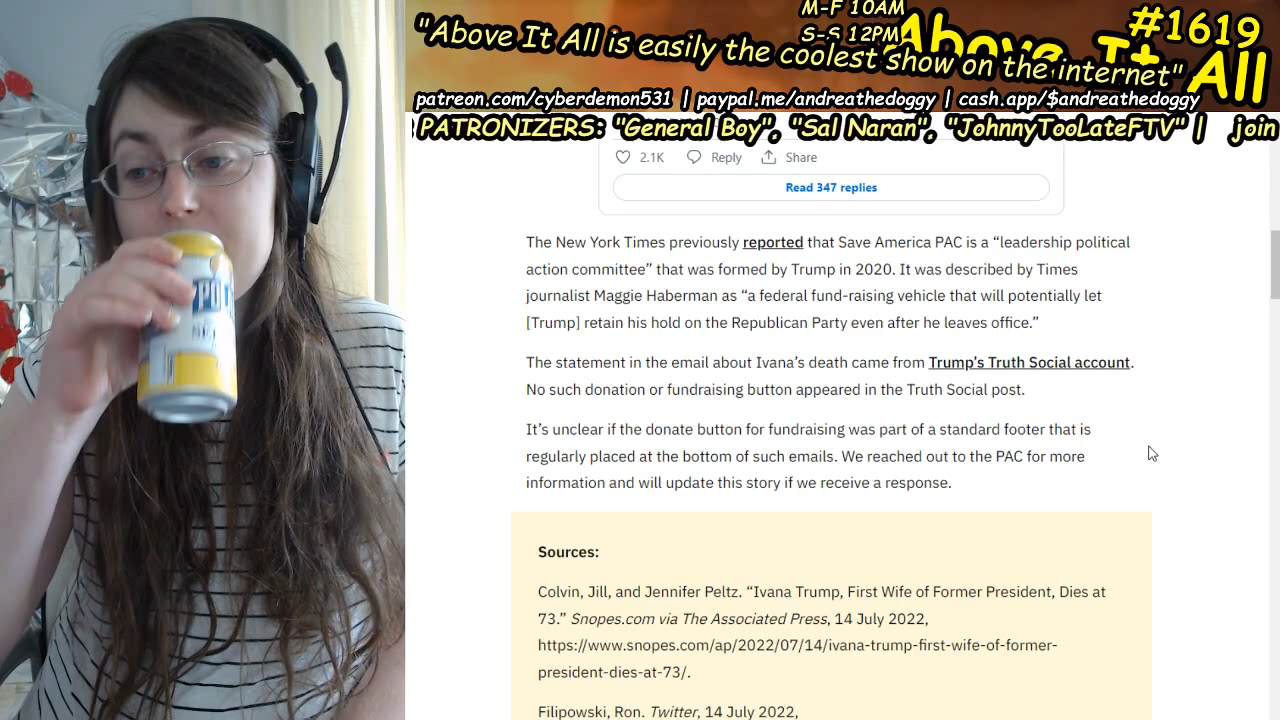 M-F 10AM
S-S 12PM
Above It All
#1619
"Above It All is easily the coolest show on the internet"
patreon.com/cyberdemon531 | paypal.me/andreathedoggy | cash.app/$andreathedoggy
PATRONIZERS: "General Boy", "Sal Naran", "JohnnyTooLateFTV" | join
2.1K Reply Share
Read 347 replies
The New York Times previously reported that Save America PAC is a “leadership political
action committee” that was formed by Trump in 2020. It was described by Times
journalist Maggie Haberman as “a federal fund-raising vehicle that will potentially let
[Trump] retain his hold on the Republican Party even after he leaves office.”
The statement in the email about Ivana’s death came from Trump’s Truth Social account.
No such donation or fundraising button appeared in the Truth Social post.
It’s unclear if the donate button for fundraising was part of a standard footer that is
regularly placed at the bottom of such emails. We reached out to the PAC for more
information and will update this story if we receive a response.
Sources:
Colvin, Jill, and Jennifer Peltz. “Ivana Trump, First Wife of Former President, Dies at
73.” Snopes.com via The Associated Press, 14 July 2022,
https://www.snopes.com/ap/2022/07/14/ivana-trump-first-wife-of-former-
president-dies-at-73/.
Filipowski, Ron. Twitter, 14 July 2022,